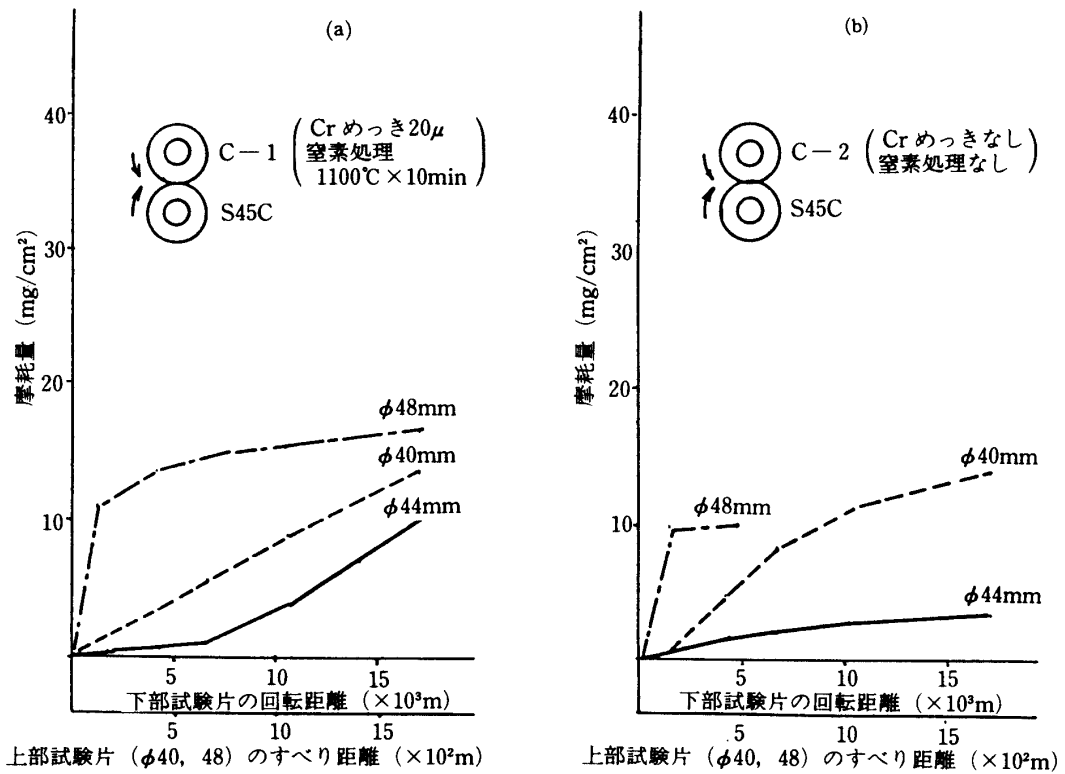 (a)
40
30
20
10
摩耗量 (mg/cm²)
C－1
Cr めっき20μ
窒素処理
1100℃×10min
S45C
φ48mm
φ40mm
φ44mm
5 10 15
下部試験片の回転距離 (×10³m)
5 10 15
上部試験片 (φ40, 48) のすべり距離 (×10²m)
(b)
40
30
20
10
摩耗量 (mg/cm²)
C－2
Cr めっきなし
窒素処理なし
S45C
φ40mm
φ48mm
φ44mm
5 10 15
下部試験片の回転距離 (×10³m)
.5 10 15
上部試験片 (φ40, 48) のすべり距離 (×10²m)